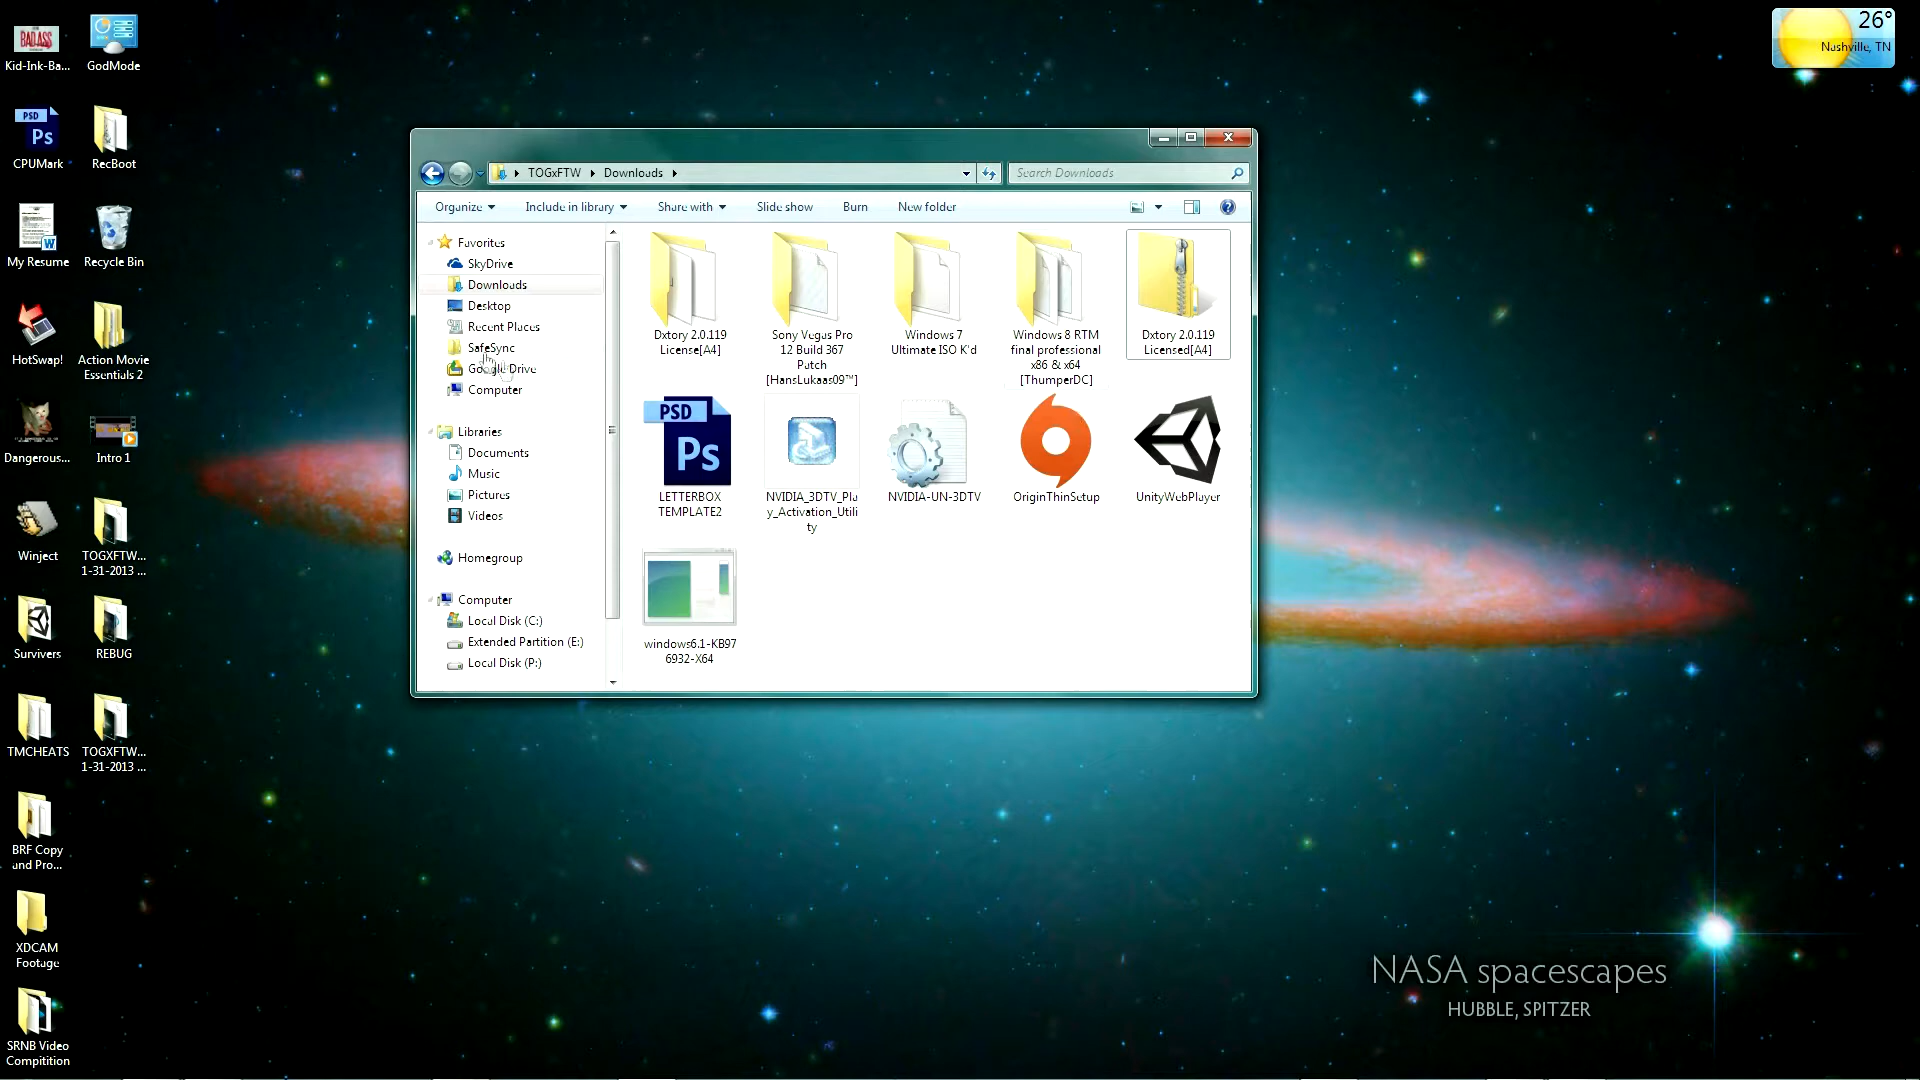 Kid-Ink-Ba...
GodMode
BADASS
PSD
Ps
CPUMark
RecBoot
My Resume
Recycle Bin
HotSwap!
Action Movie
Essentials 2
Dangerous...
Intro 1
Winject
TOGXFTW...
1-31-2013 ...
Survivers
REBUG
TMCHEATS
TOGXFTW...
1-31-2013 ...
BRF Copy
and Pro...
XDCAM
Footage
SRNB Video
Compitition
TOGxFTW
Downloads
Search Downloads
Organize
Include in library
Share with
Slide show
Burn
New folder
Favorites
SkyDrive
Downloads
Desktop
Recent Places
SafeSync
Google Drive
Computer
Libraries
Documents
Music
Pictures
Videos
Homegroup
Computer
Local Disk (C:)
Extended Partition (E:)
Local Disk (P:)
Dxtory 2.0.119
License[A4]
Sony Vegus Pro
12 Build 367
Patch
[HansLukaas09™]
Windows 7
Ultimate ISO K'd
Windows 8 RTM
final professional
x86 & x64
[ThumperDC]
Dxtory 2.0.119
Licensed[A4]
PSD
Ps
LETTERBOX
TEMPLATE2
NVIDIA_3DTV_Pla
y_Activation_Utili
ty
NVIDIA-UN-3DTV
OriginThinSetup
UnityWebPlayer
windows6.1-KB97
6932-X64
26°
Nashville, TN
NASA spacescapes
HUBBLE, SPITZER